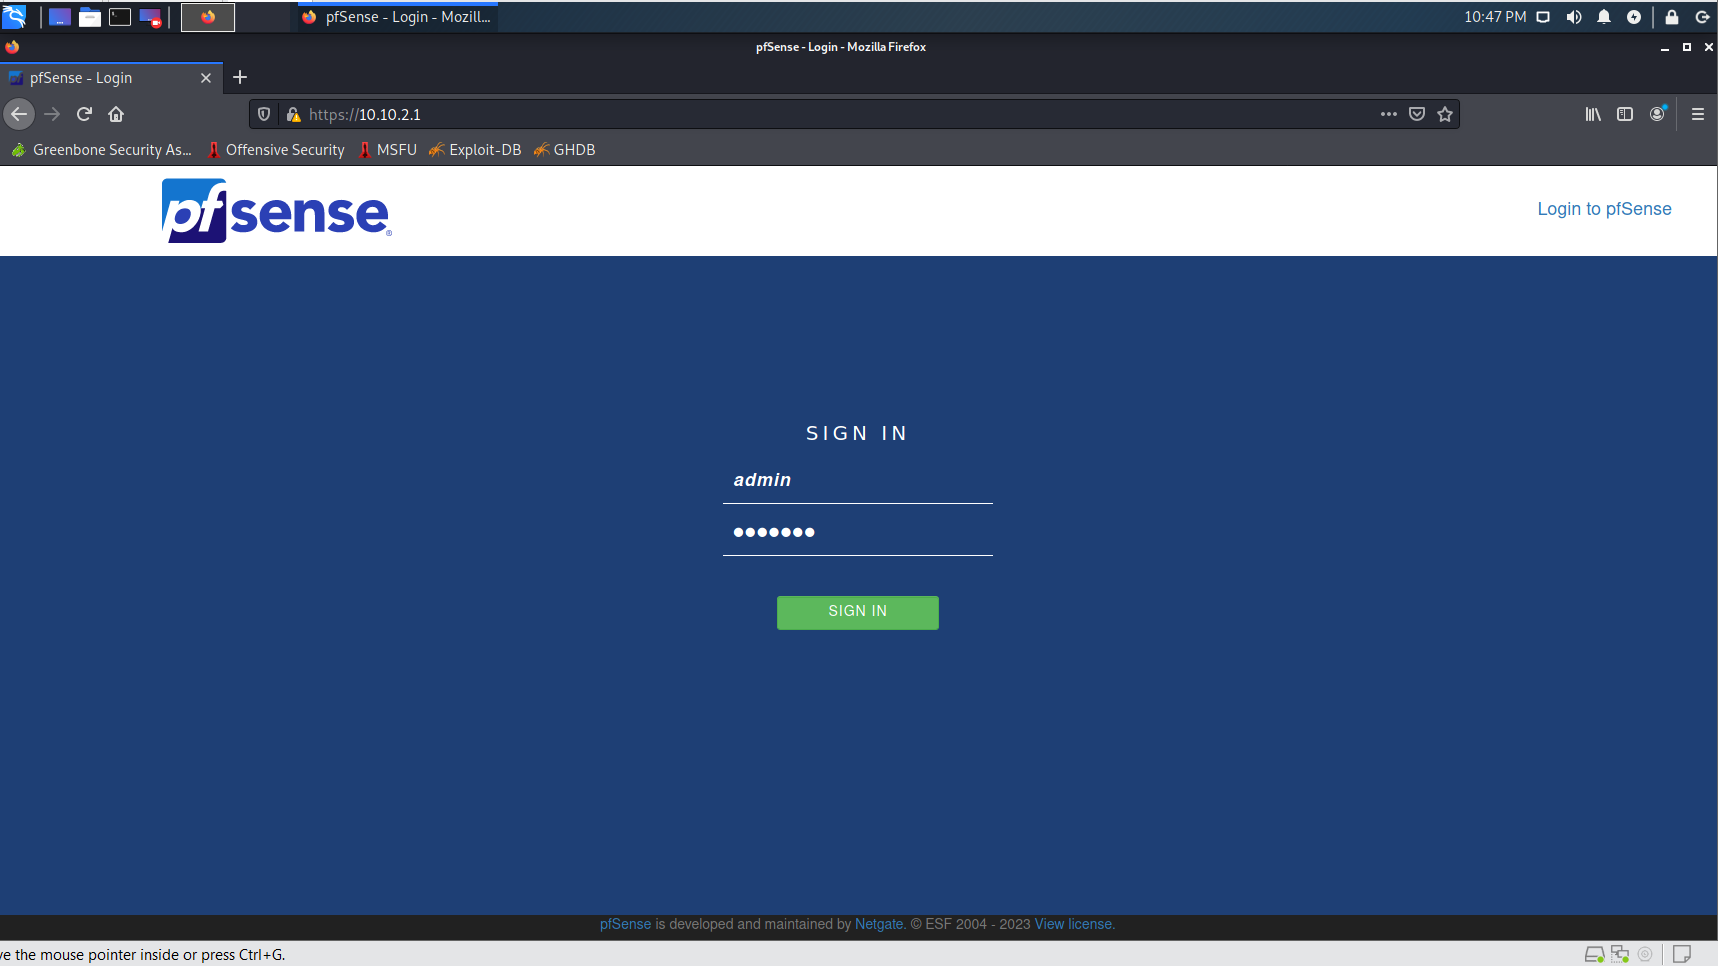 pfSense - Login - Mozill...
10:47 PM
pfSense - Login - Mozilla Firefox
pfSense - Login
https://10.10.2.1
Greenbone Security As...
Offensive Security
MSFU
Exploit-DB
GHDB
pfsense®
Login to pfSense
SIGN IN
admin
●●●●●●●
SIGN IN
pfSense is developed and maintained by Netgate. © ESF 2004 - 2023 View license.
ve the mouse pointer inside or press Ctrl+G.